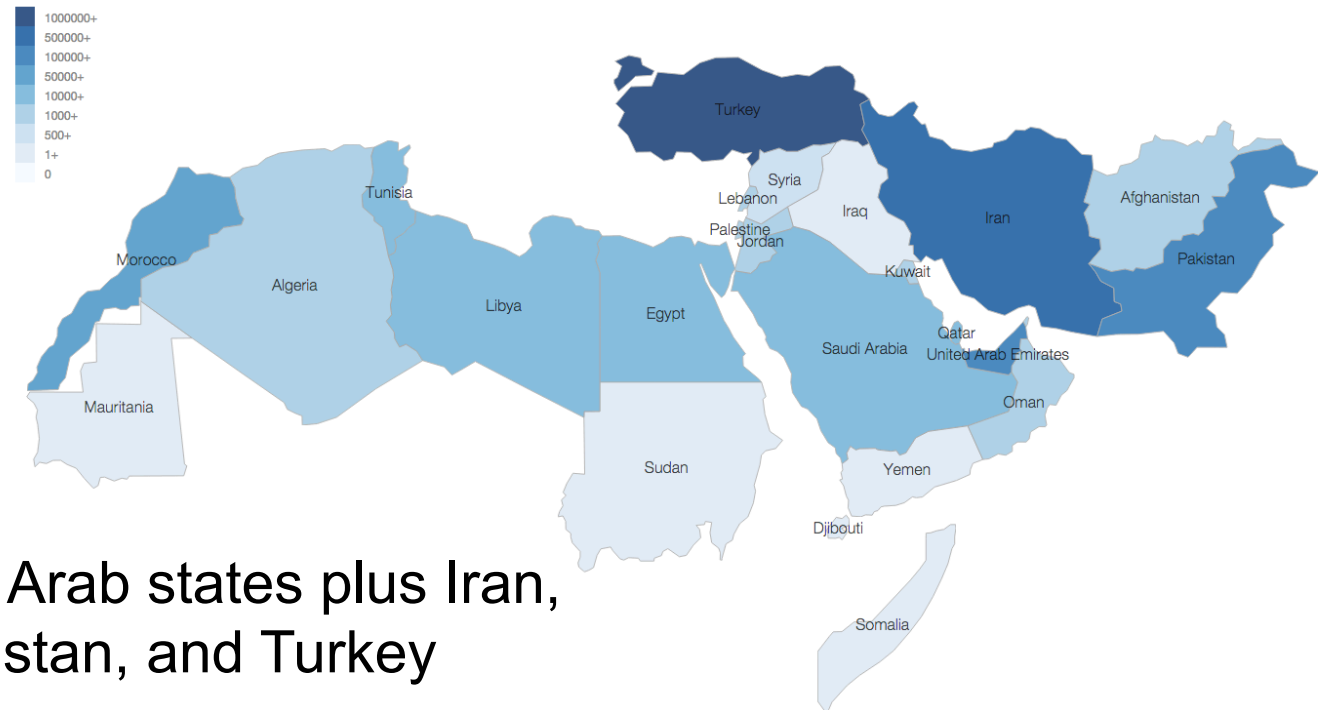 1000000+
500000+
100000+
50000+
10000+
1000+
500+
1+
0
Turkey
Syria
Lebanon
Iraq
Iran
Afghanistan
Pakistan
Palestine
Jordan
Kuwait
Tunisia
Morocco
Algeria
Libya
Egypt
Saudi Arabia
Qatar
United Arab Emirates
Oman
Mauritania
Sudan
Yemen
Djibouti
Somalia
Arab states plus Iran,
stan, and Turkey